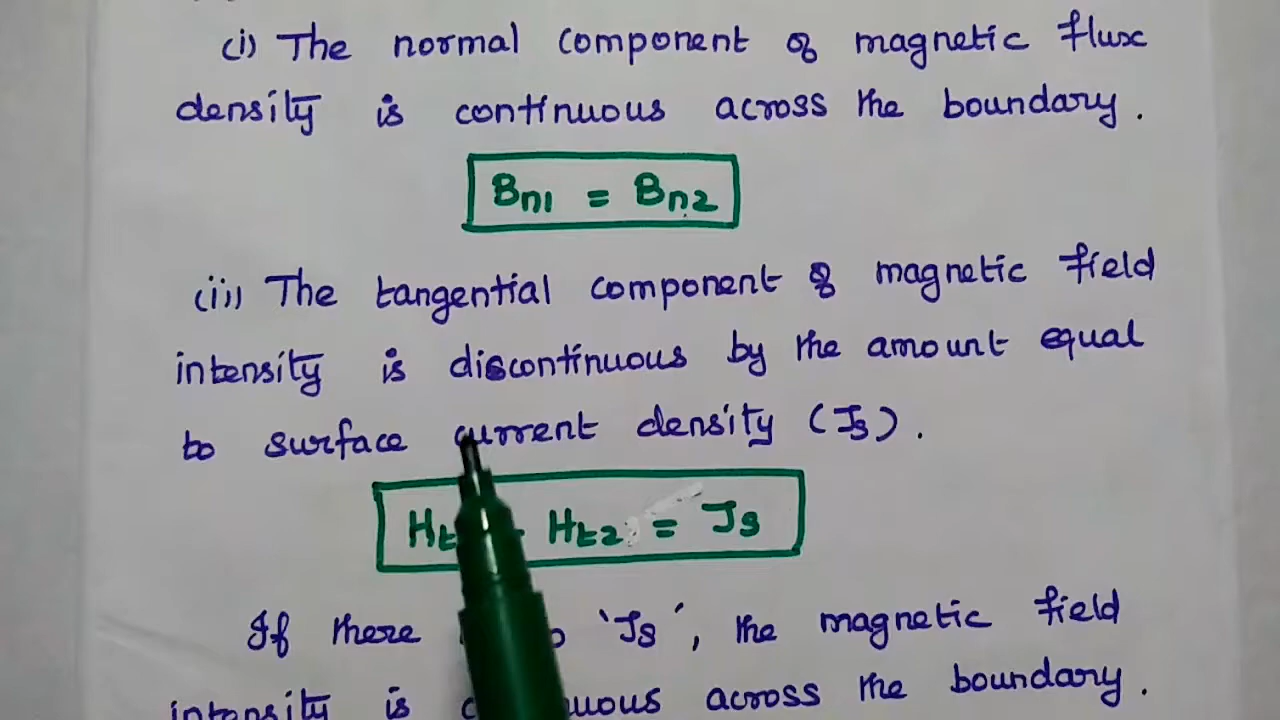 (i) The normal component of magnetic flux
density is continuous across the boundary.
Bn1 = Bn2
(ii) The tangential component of magnetic field
intensity is discontinuous by the amount equal
to surface current density (Js).
Ht Ht2 = Js
If there 'Js', the magnetic field
intensity is across the boundary.